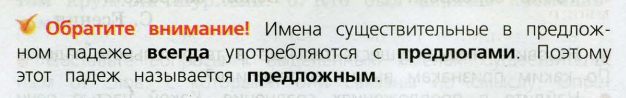 Обратите внимание! Имена существительные в предлож-
ном падеже всегда употребляются с предлогами. Поэтому
этот падеж называется предложным.